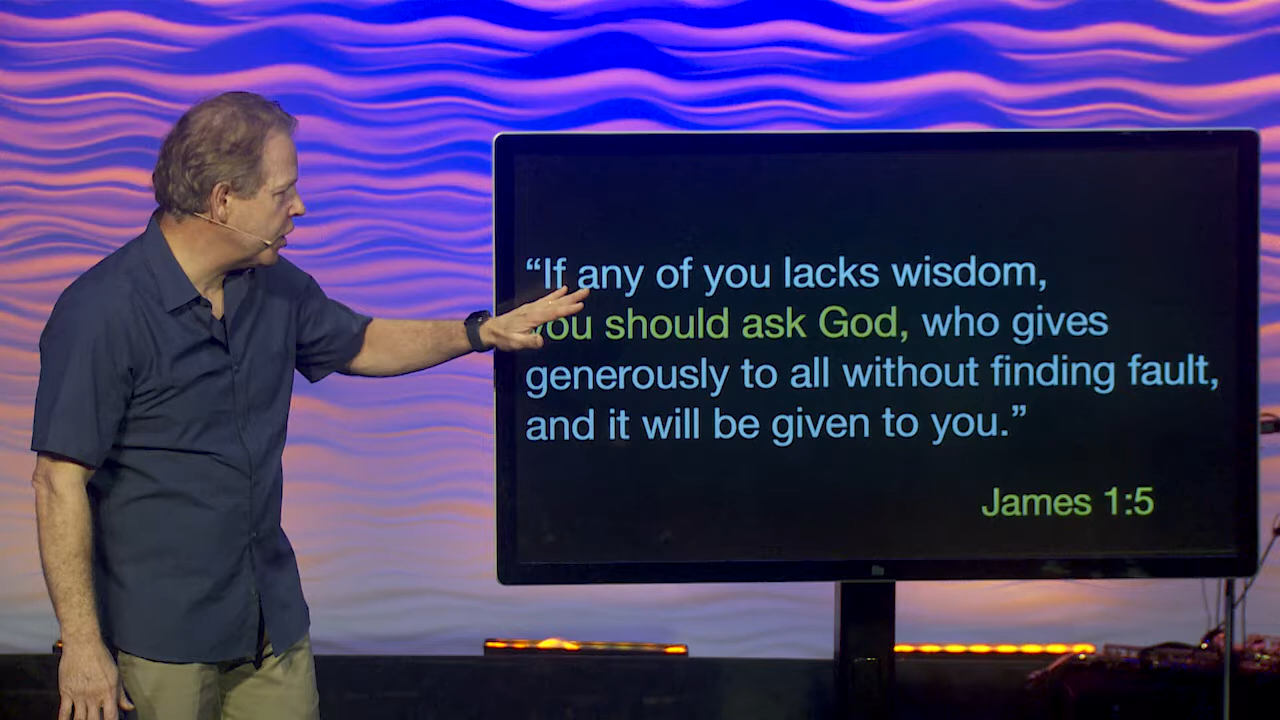 “If any of you lacks wisdom,
you should ask God, who gives
generously to all without finding fault,
and it will be given to you.”
James 1:5